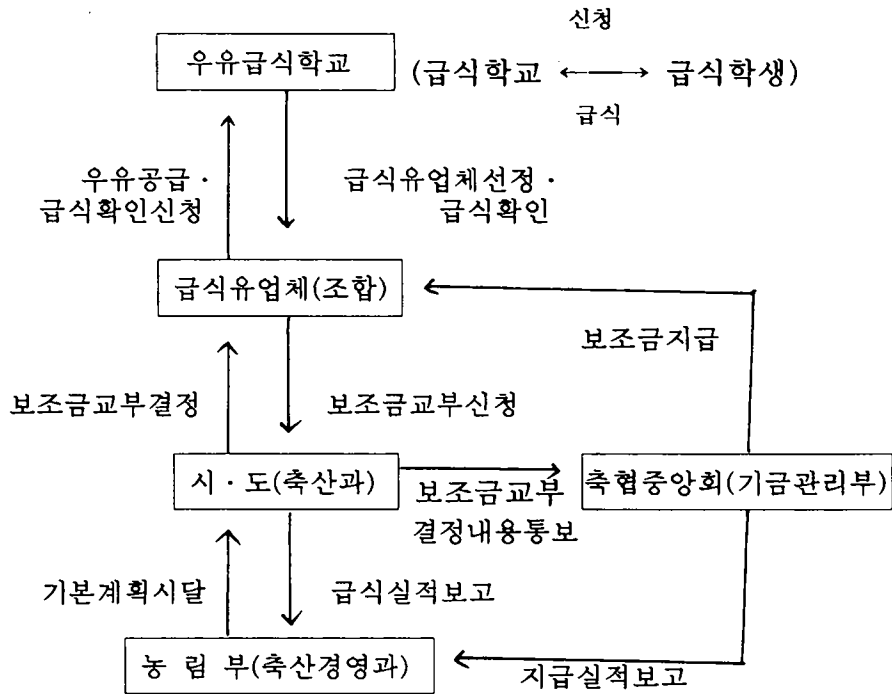 신청
우유급식학교 (급식학교 ←→ 급식학생)
급식
우유공급· 급식유업체선정·
급식확인신청 급식확인
급식유업체(조합)
보조금지급
보조금교부결정 보조금교부신청
시·도(축산과) 보조금교부 축협중앙회(기금관리부)
결정내용통보
기본계획시달 급식실적보고
농 림 부(축산경영과) 지급실적보고